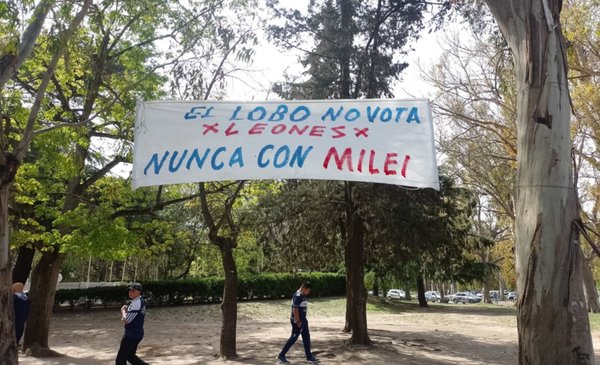 EL LOBO NO VOTA
×LEONES×
NUNCA CON MILEI